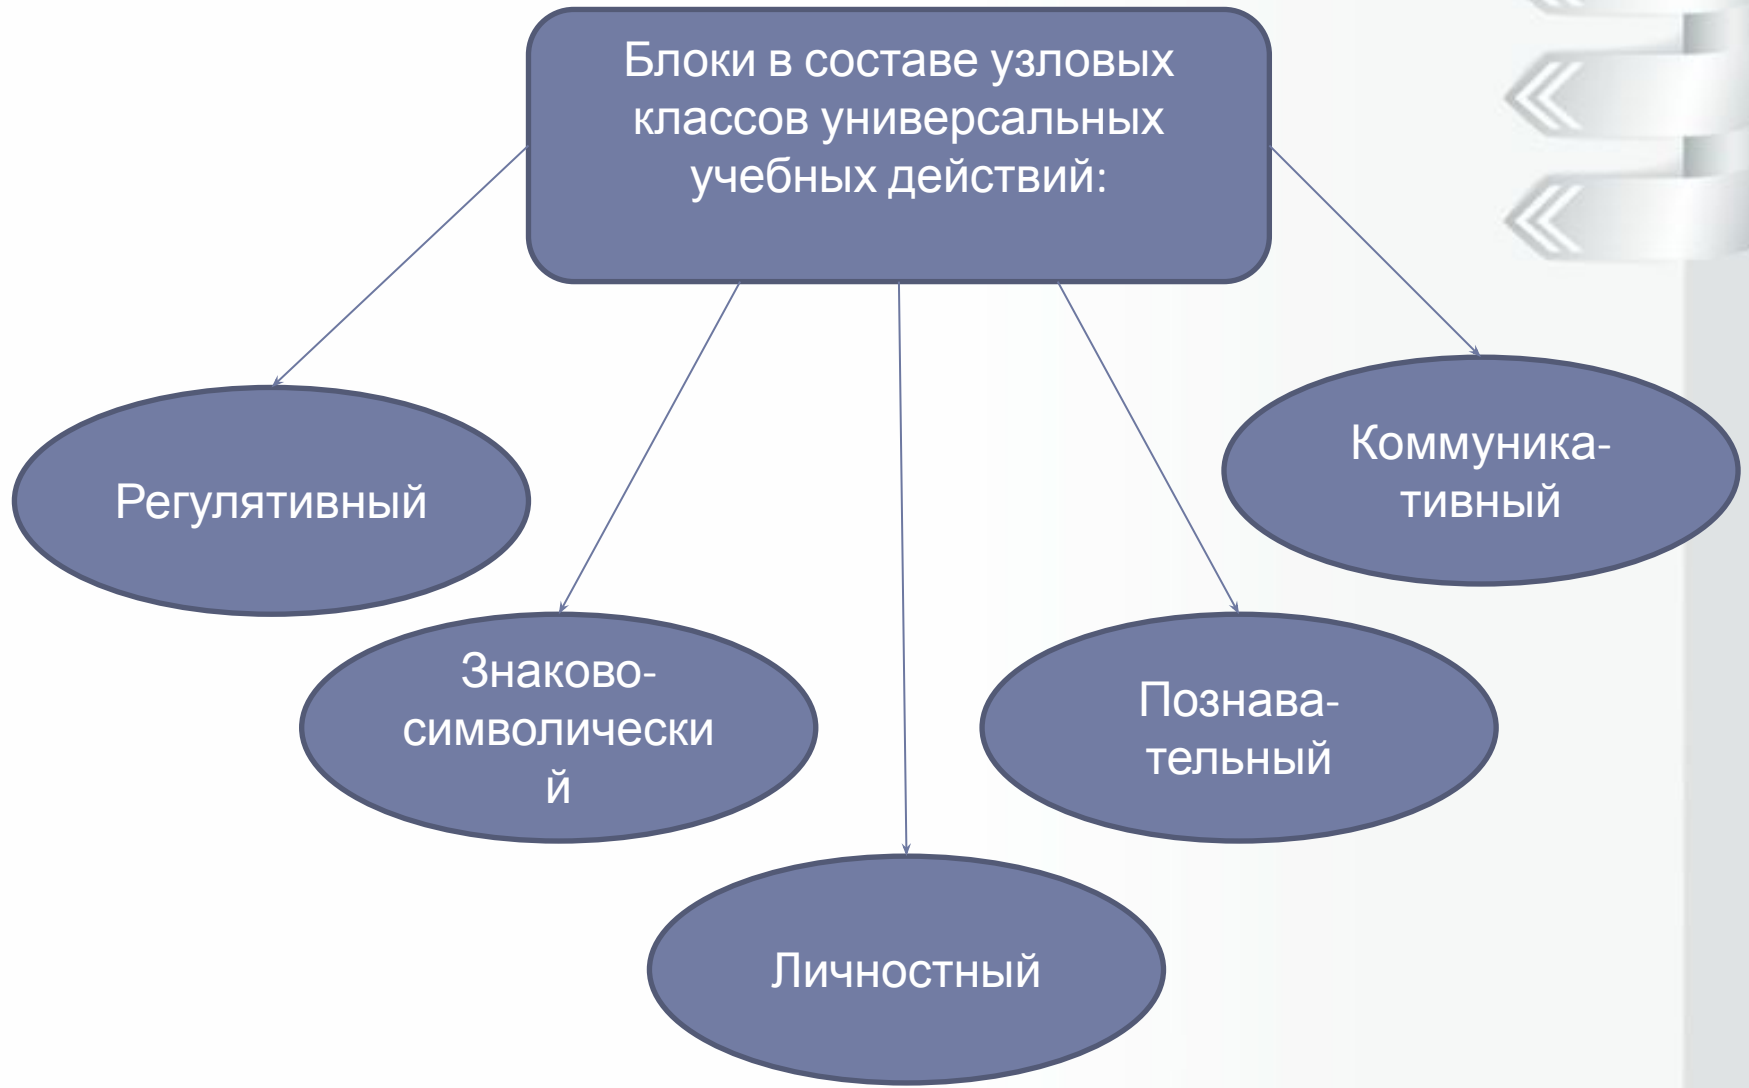 Блоки в составе узловых
классов универсальных
учебных действий:
Регулятивный
Знаково-
символически
й
Личностный
Познава-
тельный
Коммуника-
тивный